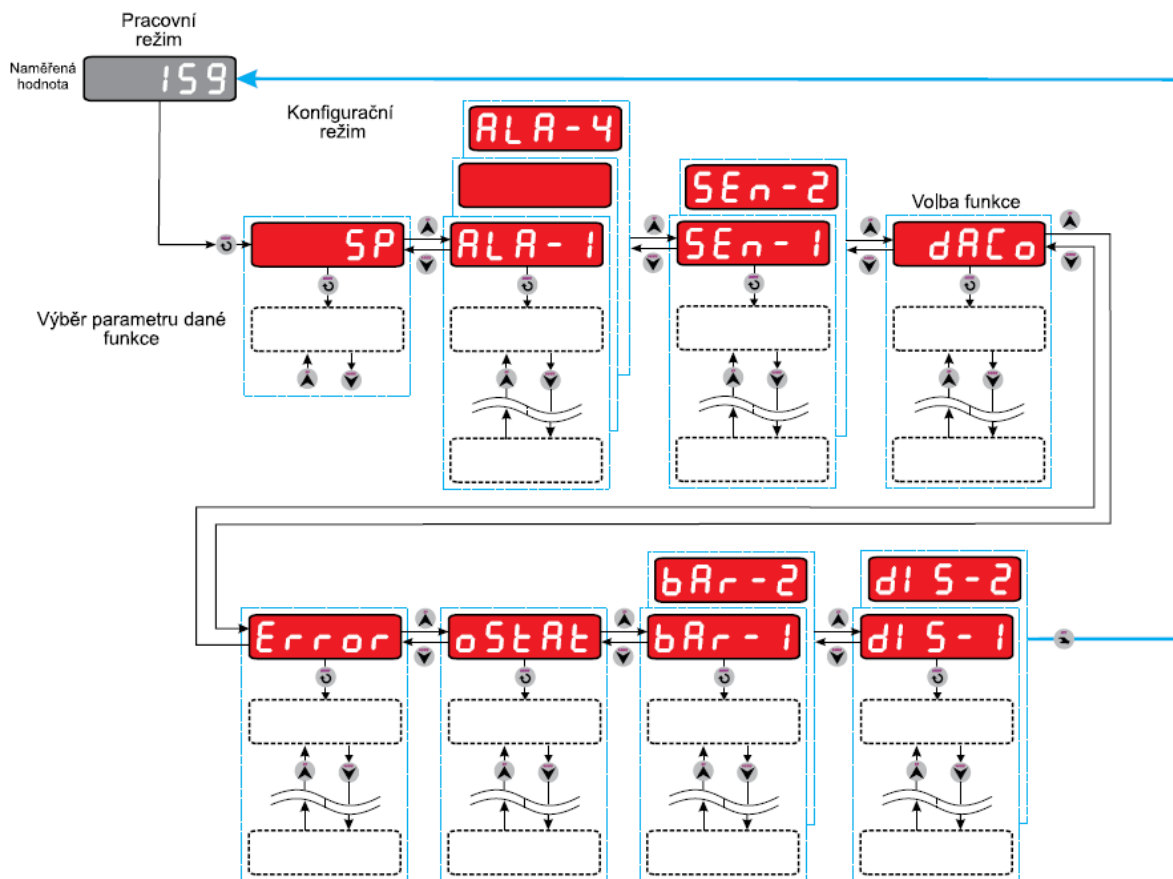 Pracovní
režim
Naměřená
hodnota
159
Konfigurační
režim
ALA-4
SEn-2
Volba funkce
SP
ALA-1
SEn-1
dACo
Výběr parametru dané
funkce
bAr-2
dIS-2
Error
oStAt
bAr-1
dIS-1